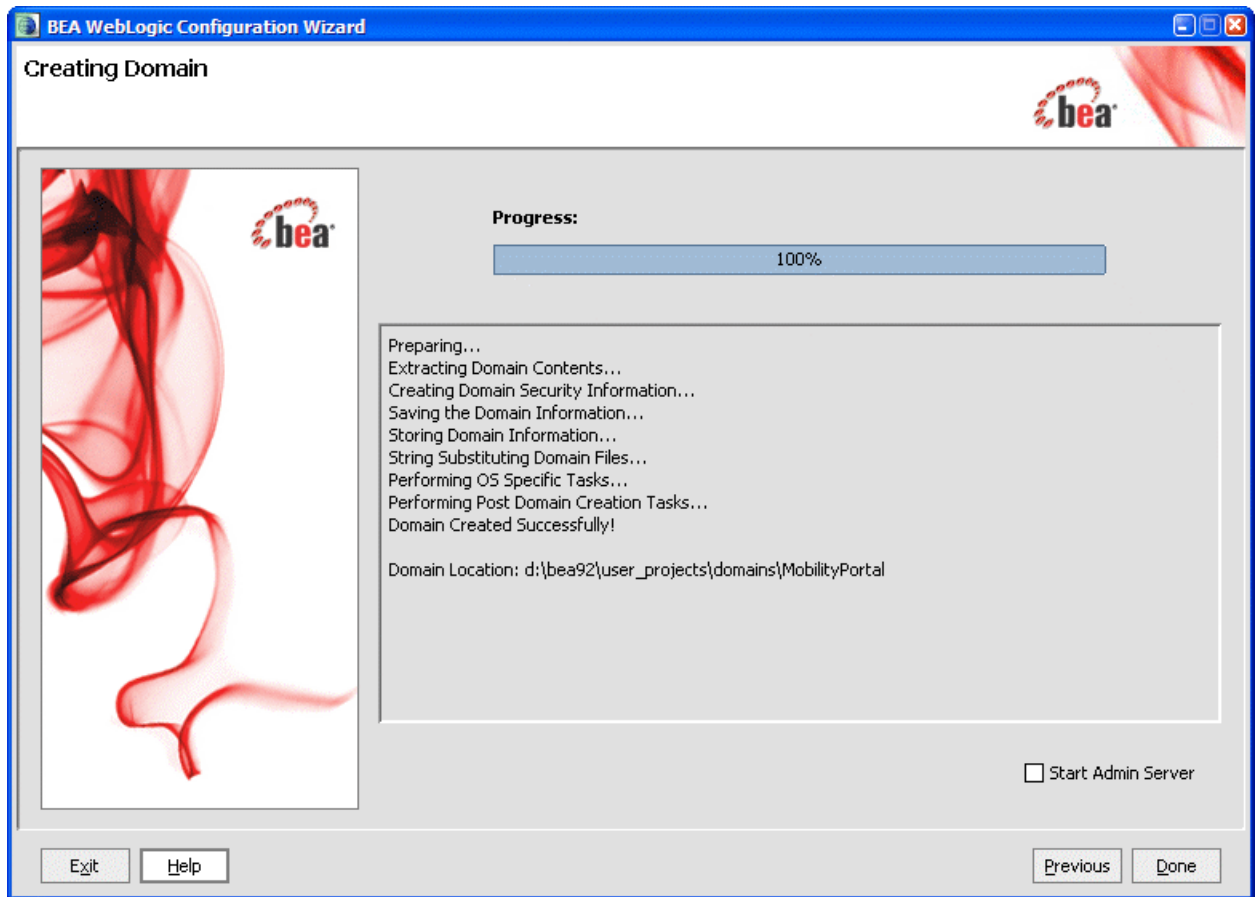 BEA WebLogic Configuration Wizard
Creating Domain
bea
bea
Progress:
100%
Preparing...
Extracting Domain Contents...
Creating Domain Security Information...
Saving the Domain Information...
Storing Domain Information...
String Substituting Domain Files...
Performing OS Specific Tasks...
Performing Post Domain Creation Tasks...
Domain Created Successfully!
Domain Location: d:\bea92\user_projects\domains\MobilityPortal
Start Admin Server
Exit
Help
Previous
Done